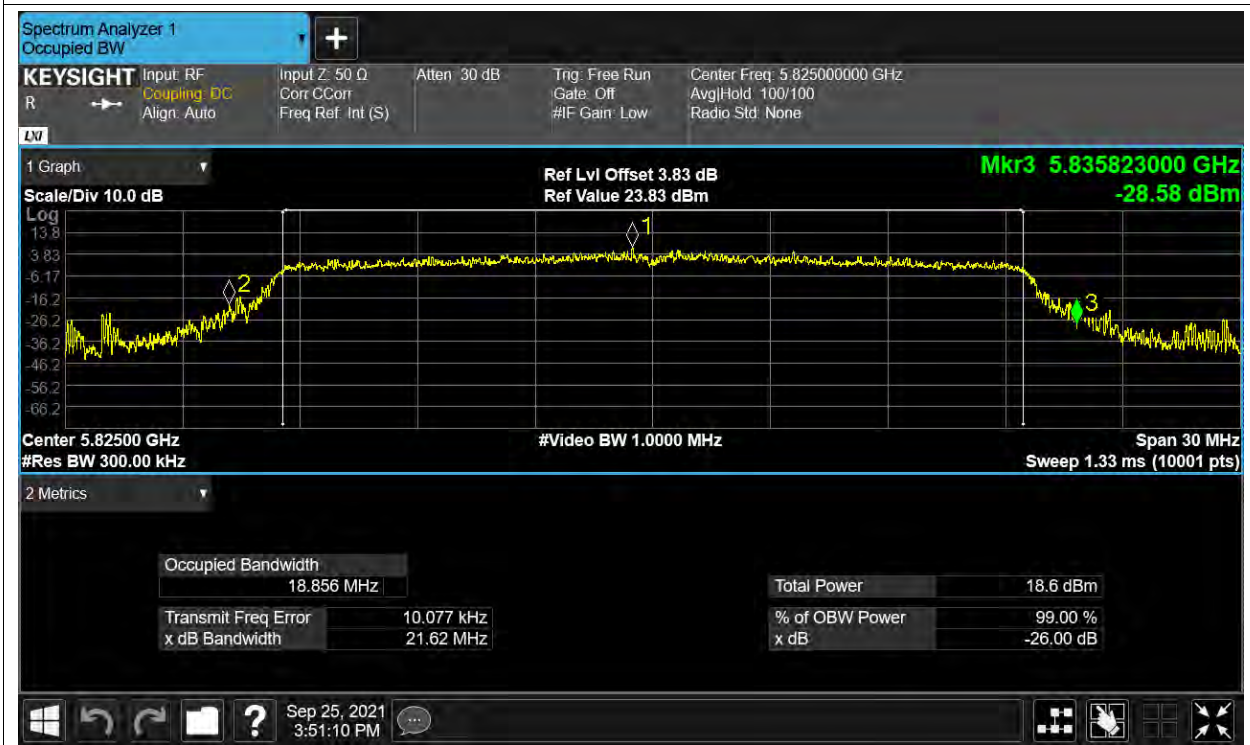 Spectrum Analyzer 1
Occupied BW
+
KEYSIGHT
R
LXI
Input: RF
Coupling: DC
Align: Auto
Input Z: 50 Ω
Corr CCorr
Freq Ref: Int (S)
Atten: 30 dB
Trig: Free Run
Gate: Off
#IF Gain: Low
Center Freq: 5.825000000 GHz
Avg|Hold: 100/100
Radio Std: None
1 Graph
Scale/Div 10.0 dB
Ref Lvl Offset 3.83 dB
Ref Value 23.83 dBm
Mkr3 5.835823000 GHz
-28.58 dBm
Log
13.8
3.83
-6.17
-16.2
-26.2
-36.2
-46.2
-56.2
-66.2
1
2
3
Center 5.82500 GHz
#Res BW 300.00 kHz
#Video BW 1.0000 MHz
Span 30 MHz
Sweep 1.33 ms (10001 pts)
2 Metrics
Occupied Bandwidth
18.856 MHz
Transmit Freq Error 10.077 kHz
x dB Bandwidth 21.62 MHz
Total Power 18.6 dBm
% of OBW Power 99.00 %
x dB -26.00 dB
?
Sep 25, 2021
3:51:10 PM